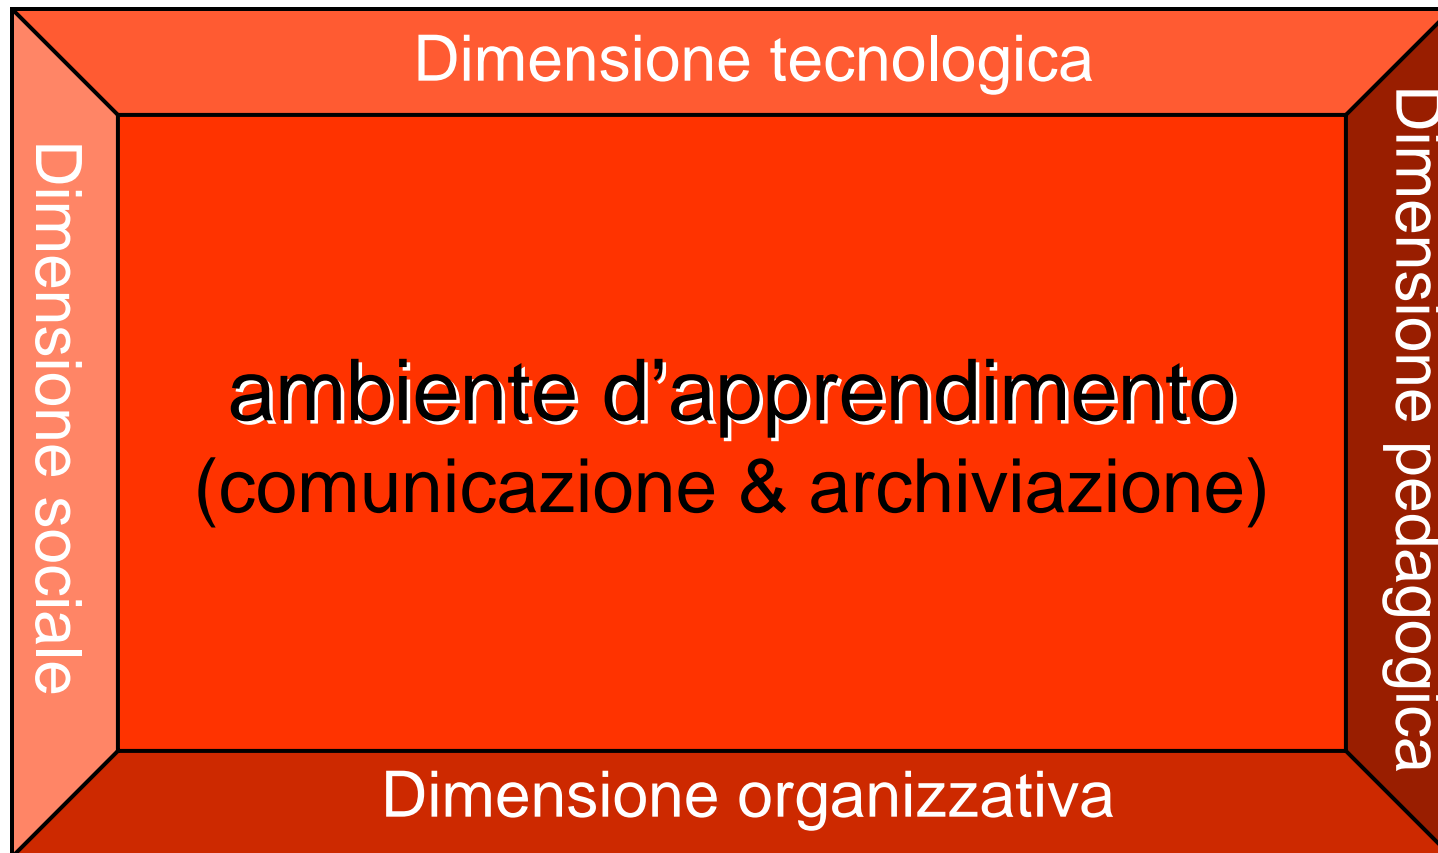 Dimensione tecnologica
Dimensione sociale
ambiente d’apprendimento
(comunicazione & archiviazione)
Dimensione pedagogica
Dimensione organizzativa